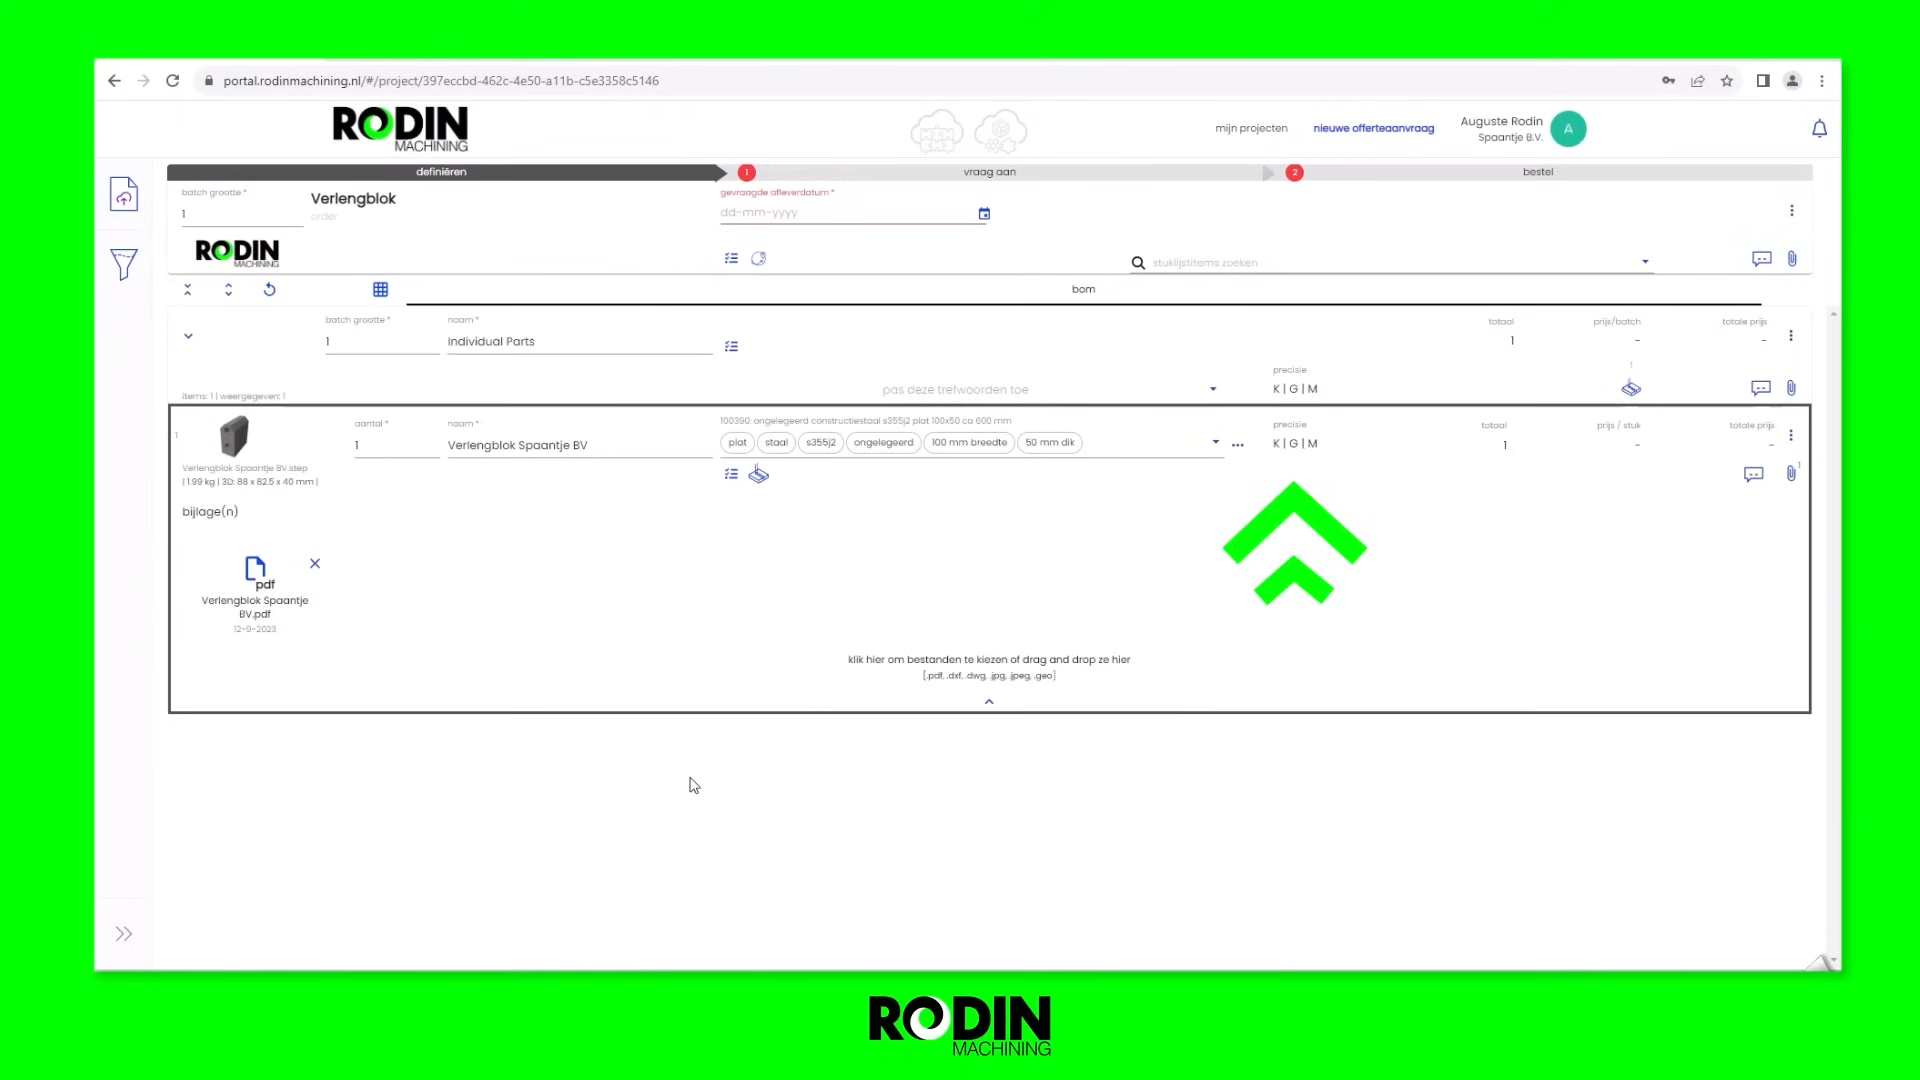 portal.rodinmachining.nl/#/project/397eccbd-462c-4e50-a11b-c5e3358c5146
RODIN
MACHINING
mijn projecten
nieuwe offerteaanvraag
Auguste Rodin
Spaantje B.V.
A
definiëren
1
vraag aan
2
bestel
batch grootte *
1
Verlengblok
order
gevraagde afleverdatum *
dd-mm-yyyy
RODIN
MACHINING
stuklijstitems zoeken
bom
batch grootte *
1
naam *
Individual Parts
totaal
1
prijs/batch
-
totale prijs
-
items: 1 | weergegeven: 1
pas deze trefwoorden toe
precisie
K | G | M
1
1
aantal *
1
naam *
Verlengblok Spaantje BV
100390: ongelegeerd constructiestaal s355j2 plat 100x50 ca 600 mm
plat staal s355j2 ongelegeerd 100 mm breedte 50 mm dik
precisie
K | G | M
totaal
1
prijs / stuk
-
totale prijs
-
Verlengblok Spaantje BV.step
| 1.99 kg | 3D: 88 x 82.5 x 40 mm |
1
bijlage(n)
pdf
Verlengblok Spaantje
BV.pdf
12-9-2023
klik hier om bestanden te kiezen of drag and drop ze hier
[.pdf, .dxf, .dwg, .jpg, .jpeg, .geo]
RODIN
MACHINING